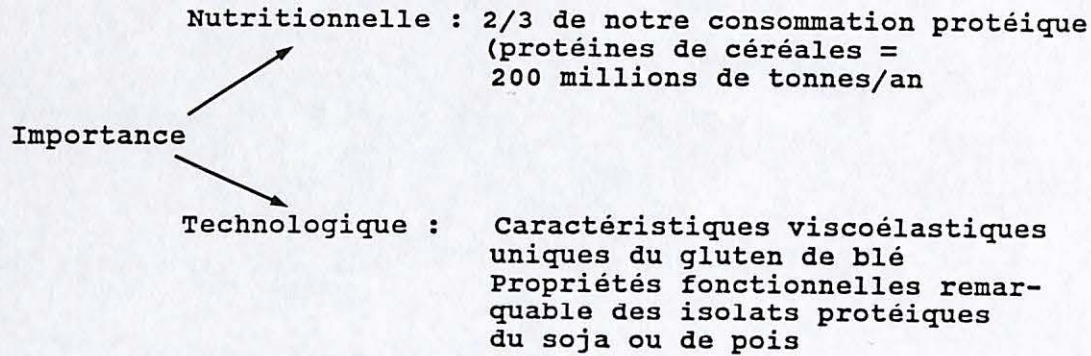 Nutritionnelle : 2/3 de notre consommation protéique
(protéines de céréales =
200 millions de tonnes/an
Importance
Technologique : Caractéristiques viscoélastiques
uniques du gluten de blé
Propriétés fonctionnelles remar-
quable des isolats protéiques
du soja ou de pois